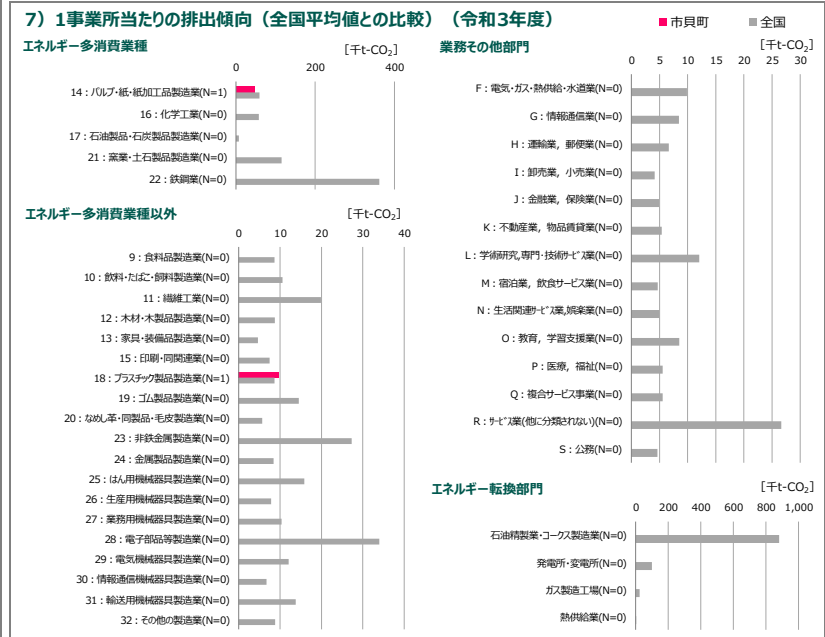 7）1事業所当たりの排出傾向（全国平均値との比較）（令和3年度）
市貝町
全国
エネルギー多消費業種
[千t-CO₂]
0 200 400
14：パルプ・紙・紙加工品製造業(N=1)
16：化学工業(N=0)
17：石油製品・石炭製品製造業(N=0)
21：窯業・土石製品製造業(N=0)
22：鉄鋼業(N=0)
エネルギー多消費業種以外
[千t-CO₂]
0 10 20 30 40
9：食料品製造業(N=0)
10：飲料・たばこ・飼料製造業(N=0)
11：繊維工業(N=0)
12：木材・木製品製造業(N=0)
13：家具・装備品製造業(N=0)
15：印刷・同関連業(N=0)
18：プラスチック製品製造業(N=1)
19：ゴム製品製造業(N=0)
20：なめし革・同製品・毛皮製造業(N=0)
23：非鉄金属製造業(N=0)
24：金属製品製造業(N=0)
25：はん用機械器具製造業(N=0)
26：生産用機械器具製造業(N=0)
27：業務用機械器具製造業(N=0)
28：電子部品等製造業(N=0)
29：電気機械器具製造業(N=0)
30：情報通信機械器具製造業(N=0)
31：輸送用機械器具製造業(N=0)
32：その他の製造業(N=0)
業務その他部門
[千t-CO₂]
0 5 10 15 20 25 30
F：電気・ガス・熱供給・水道業(N=0)
G：情報通信業(N=0)
H：運輸業，郵便業(N=0)
I：卸売業，小売業(N=0)
J：金融業，保険業(N=0)
K：不動産業，物品賃貸業(N=0)
L：学術研究,専門・技術ｻｰﾋﾞｽ業(N=0)
M：宿泊業，飲食サービス業(N=0)
N：生活関連ｻｰﾋﾞｽ業,娯楽業(N=0)
O：教育，学習支援業(N=0)
P：医療，福祉(N=0)
Q：複合サービス事業(N=0)
R：ｻｰﾋﾞｽ業(他に分類されない)(N=0)
S：公務(N=0)
エネルギー転換部門
[千t-CO₂]
0 200 400 600 800 1,000
石油精製業・コークス製造業(N=0)
発電所・変電所(N=0)
ガス製造工場(N=0)
熱供給業(N=0)